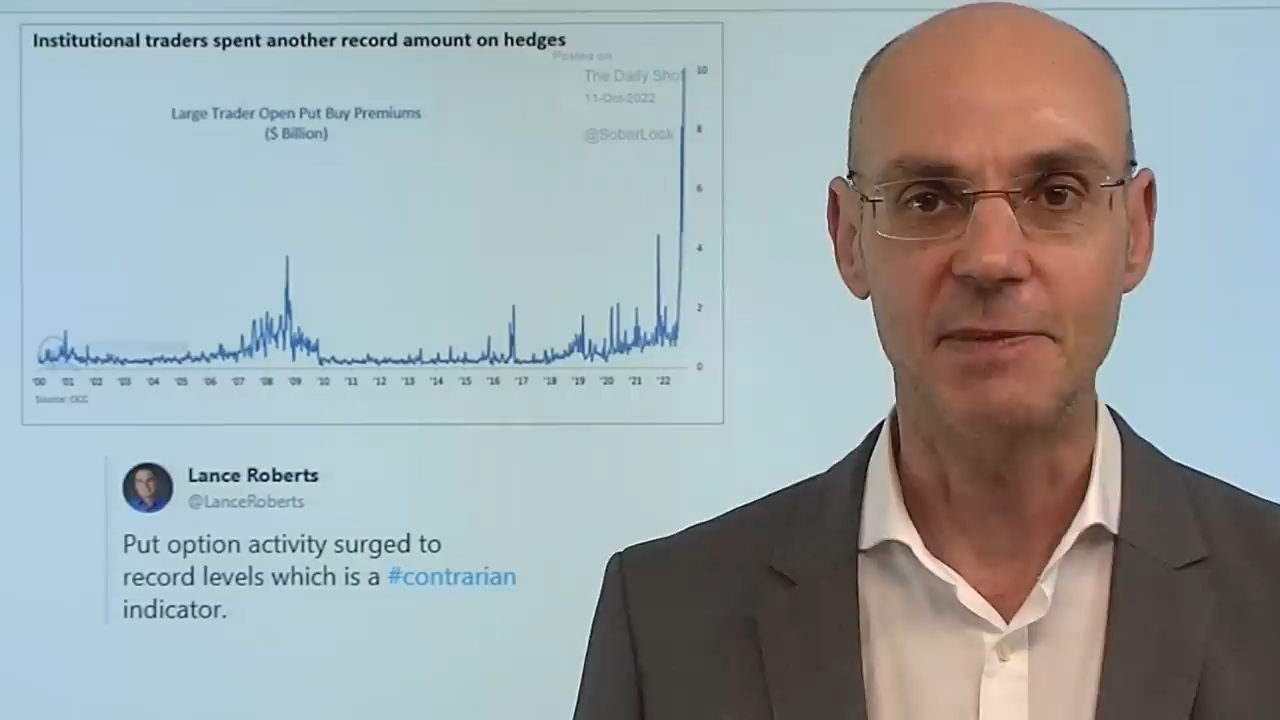 Institutional traders spent another record amount on hedges
Posted on
The Daily Shot
11-Oct-2022
@SoberLook
Large Trader Open Put Buy Premiums
($ Billion)
10
8
6
4
2
0
'00 '01 '02 '03 '04 '05 '06 '07 '08 '09 '10 '11 '12 '13 '14 '15 '16 '17 '18 '19 '20 '21 '22
Source: OCC
Lance Roberts
@LanceRoberts
Put option activity surged to
record levels which is a #contrarian
indicator.